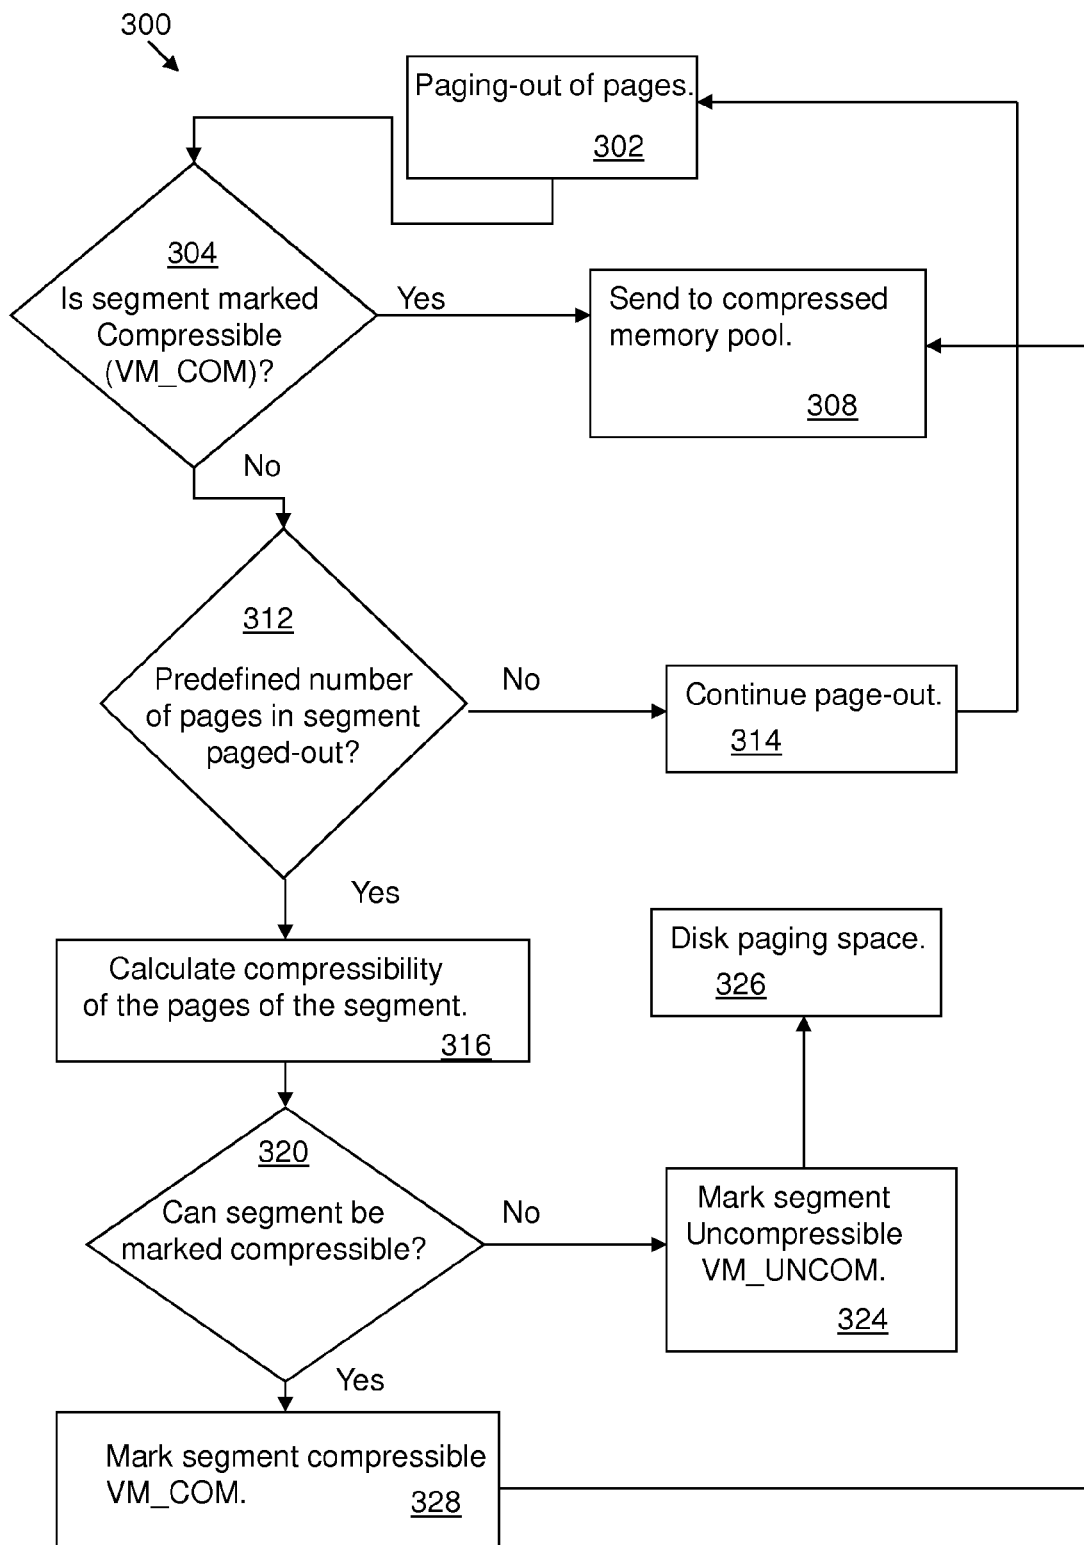 300
Paging-out of pages.
302
304
Is segment marked
Compressible
(VM_COM)?
Yes
Send to compressed
memory pool.
308
No
312
Predefined number
of pages in segment
paged-out?
No
Continue page-out.
314
Yes
Calculate compressibility
of the pages of the segment.
316
Disk paging space.
326
320
Can segment be
marked compressible?
No
Mark segment
Uncompressible
VM_UNCOM.
324
Yes
Mark segment compressible
VM_COM.
328